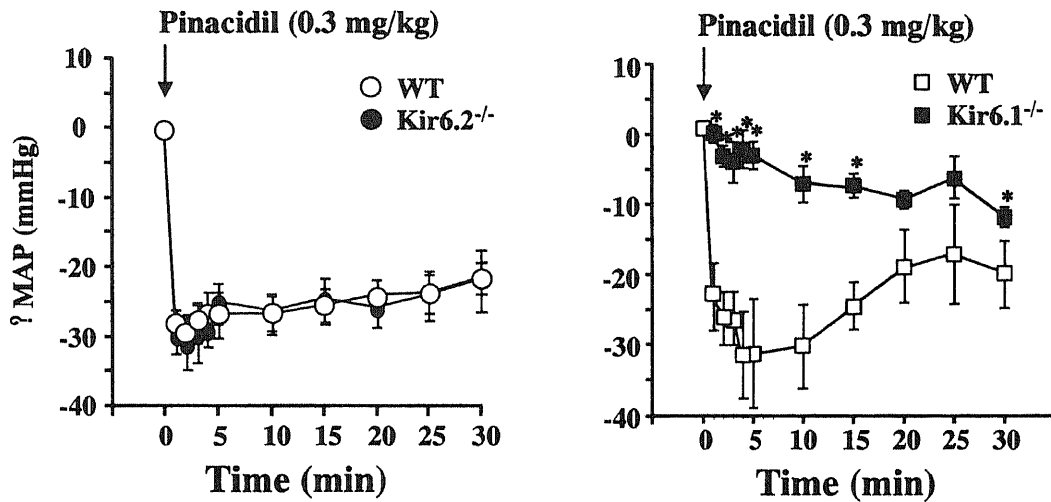 Pinacidil (0.3 mg/kg)
10
0
-10
-20
-30
-40
? MAP (mmHg)
WT
Kir6.2-/-
0 5 10 15 20 25 30
Time (min)
Pinacidil (0.3 mg/kg)
10
0
-10
-20
-30
-40
WT
Kir6.1-/-
* * * * * * * *
0 5 10 15 20 25 30
Time (min)